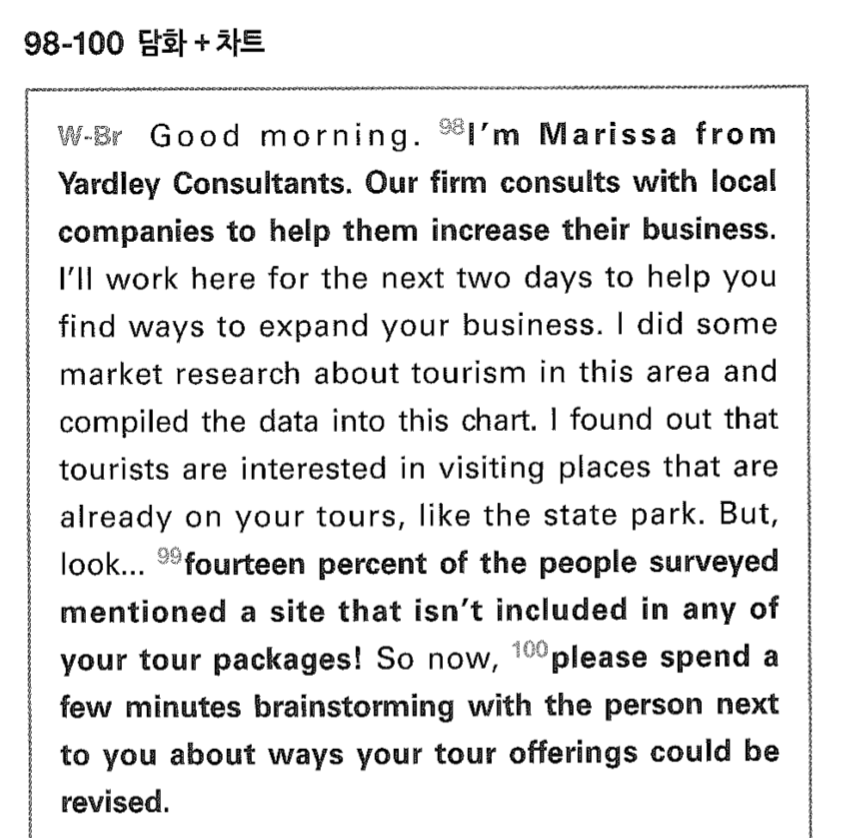 98-100 담화 + 차트
W-Br Good morning. 98I'm Marissa from
Yardley Consultants. Our firm consults with local
companies to help them increase their business.
I'll work here for the next two days to help you
find ways to expand your business. I did some
market research about tourism in this area and
compiled the data into this chart. I found out that
tourists are interested in visiting places that are
already on your tours, like the state park. But,
look... 99fourteen percent of the people surveyed
mentioned a site that isn't included in any of
your tour packages! So now, 100please spend a
few minutes brainstorming with the person next
to you about ways your tour offerings could be
revised.